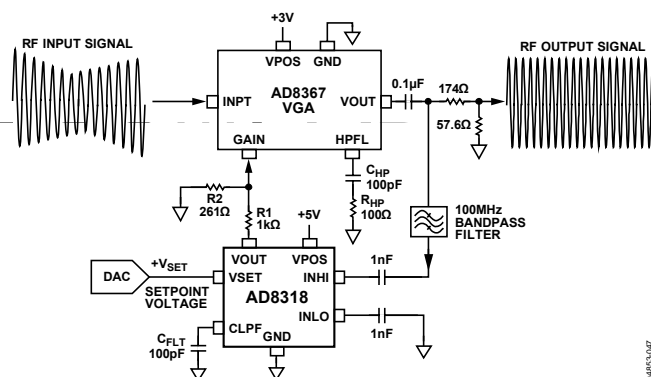 +3V
RF INPUT SIGNAL
RF OUTPUT SIGNAL
VPOS GND
AD8367
VGA
INPT
VOUT
GAIN
HPFL
0.1µF
174Ω
57.6Ω
CHP
100pF
RHP
100Ω
R2
261Ω
R1
1kΩ
100MHz
BANDPASS
FILTER
+5V
DAC
+VSET
SETPOINT
VOLTAGE
VOUT VPOS
VSET
INHI
AD8318
CLPF
INLO
GND
1nF
1nF
CFLT
100pF
04853-047